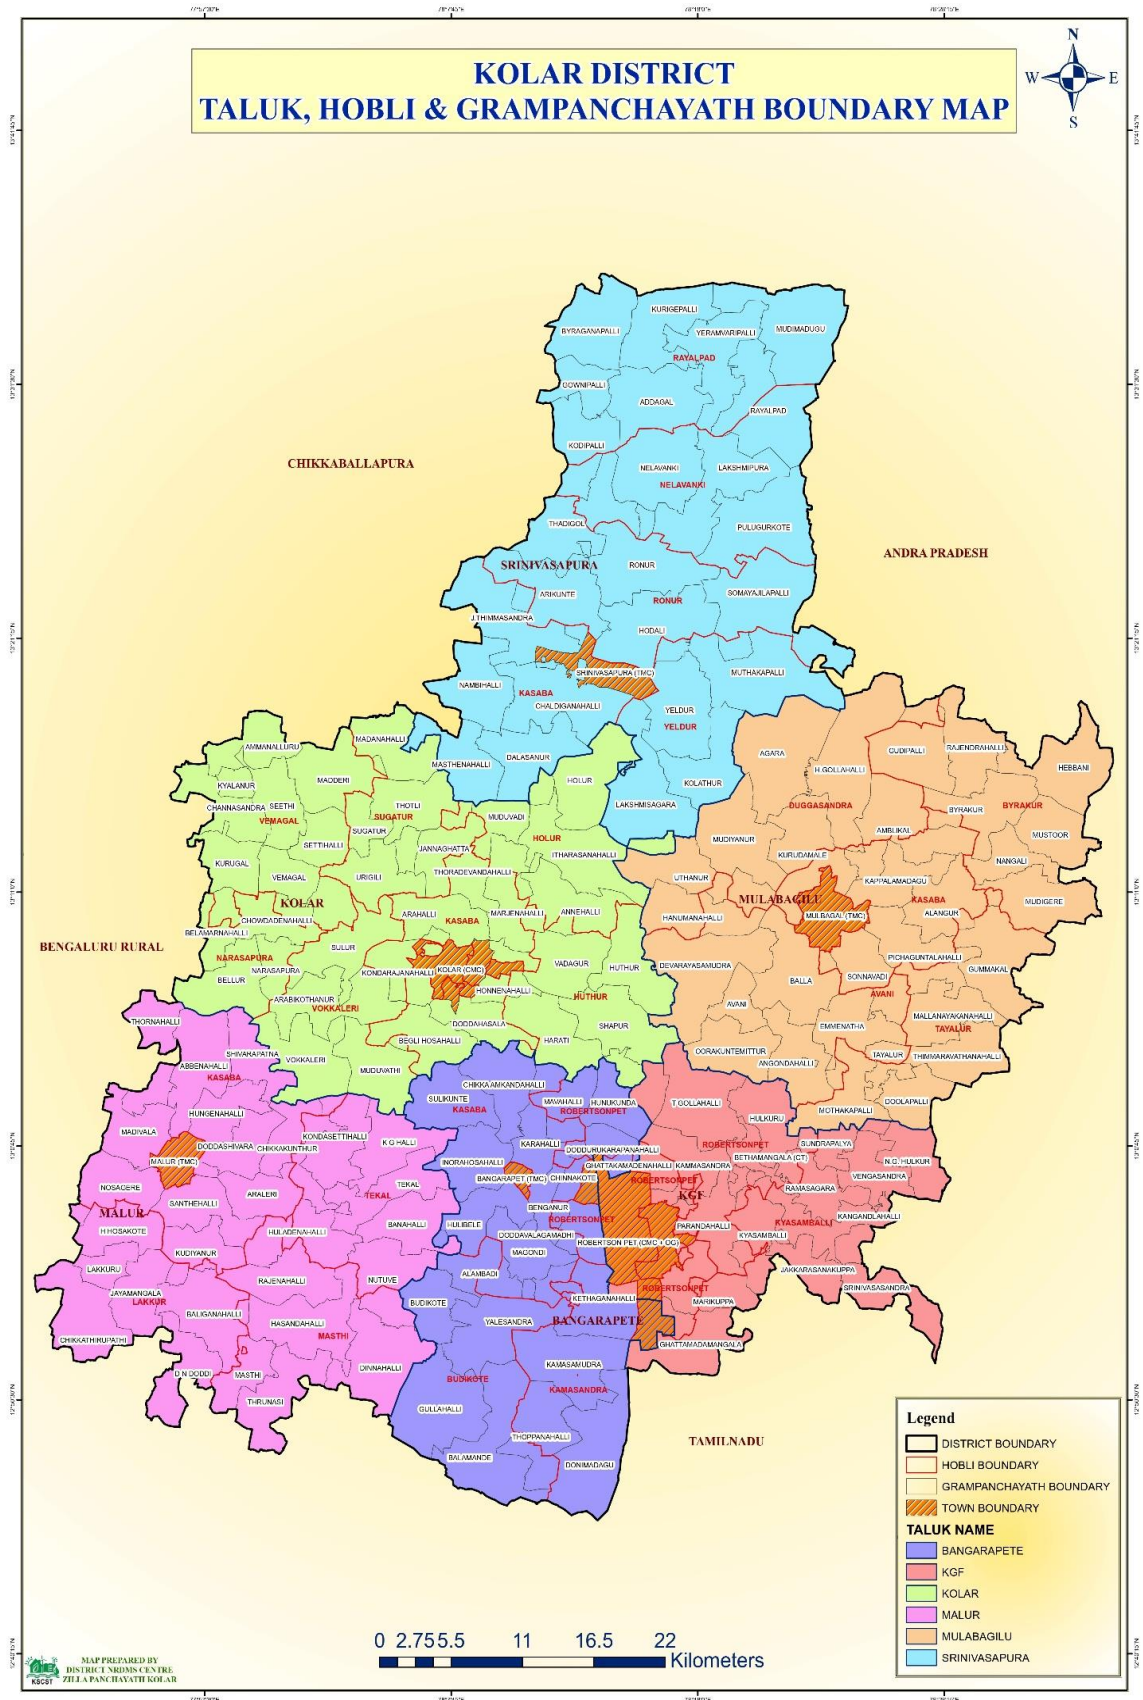 KOLAR DISTRICT
TALUK, HOBLI & GRAMPANCHAYATH BOUNDARY MAP
N
W
E
S
KURIGEPALLI
BYRAGANAPALLI
YERAMVARIPALLI
MUDIMADUGU
RAYALPAD
GOWNIPALLI
ADDAGAL
RAYALPAD
KODIPALLI
CHIKKABALLAPURA
NELAVANKI
LAKSHMIPURA
NELAVANKI
THADIGOL
PULUGURKOTE
ANDRA PRADESH
SRINIVASAPURA
RONUR
ARIKUNTE
SOMAYAJILAPALLI
RONUR
J.THIMMASANDRA
HODALI
SRINIVASAPURA (TMC)
MUTHAKAPALLI
NAMBIHALLI
KASABA
CHALDIGANAHALLI
YELDUR
YELDUR
MASTHENAHALLI
DALASANUR
KOLATHUR
LAKSHMISAGARA
MADANAHALLI
AMMANALLURU
HOLUR
KYALANUR
MADDERI
CHANNASANDRA
SEETHI
THOTLI
VEMAGAL
SUGATUR
MUDUVADI
SUGATUR
HOLUR
SETTIHALLI
JANNAGHATTA
ITHARASANAHALLI
KURUGAL
VEMAGAL
URIGILI
THORADEVANDAHALLI
KOLAR
ARAHALLI
KASABA
MARJENAHALLI
ANNEHALLI
CHOWDADENAHALLI
BELAMARNAHALLI
BENGALURU RURAL
SULUR
NARASAPURA
NARASAPURA
KONDARAJANAHALLI
KOLAR (CMC)
VADAGUR
HUTHUR
BELLUR
HONNENAHALLI
ARABIKOTHANUR
HUTHUR
VOKKALERI
DODDAHASALA
SHAPUR
BEGLI HOSAHALLI
HARATI
VOKKALERI
MUDUVATHI
AGARA
CUDIPALLI
RAJENDRAHALLI
H.GOLLAHALLI
HEBBANI
DUGGASANDRA
BYRAKUR
BYRAKUR
MUDIYANUR
AMBLIKAL
MUSTOOR
KURUDAMALE
NANGALI
UTHANUR
KAPPALAMADAGU
MULABAGILU
KASABA
MUDIGERE
HANUMANAHALLI
MULBAGAL (TMC)
ALANGUR
PICHAGUNTALAHALLI
DEVARAYASAMUDRA
GUMMAKAL
BALLA
SONNAVADI
AVANI
AVANI
MALLANAYAKANAHALLI
EMMENATHA
TAYALUR
OORAKUNTEMITTUR
TAYALUR
THIMMARAVATHANAHALLI
ANGONDAHALLI
DOOLAPALLI
MOTHAKAPALLI
THORNAHALLI
SHIVARAPATNA
ABBENAHALLI
KASABA
HUNGENAHALLI
MADIVALA
KONDASETTIHALLI
K G HALLI
DODDASHIVARA
CHIKKAKUNTHUR
MALUR (TMC)
NOSAGERE
TEKAL
ARALERI
TEKAL
SANTHEHALLI
MALUR
BANAHALLI
H HOSAKOTE
HULADENAHALLI
KUDIYANUR
LAKKURU
RAJENAHALLI
NUTUVE
JAYAMANGALA
LAKKUR
BALIGANAHALLI
HASANDAHALLI
MASTHI
CHIKKATHIRUPATHI
DINNAHALLI
D N DODDI
MASTHI
THRUNASI
CHIKKA AMKANDAHALLI
SULIKUNTE
MAVAHALLI
HUNUKUNDA
KASABA
ROBERTSONPET
KARAHALLI
DODDURUKARAPANAHALLI
INORAHOSAHALLI
BANGARAPET (TMC)
CHINNAKOTE
BENGANUR
HULIBELE
ROBERTSONPET
DODDAVALAGAMADHI
MAGONDI
ALAMBADI
BUDIKOTE
KETHAGANAHALLI
YALESANDRA
BANGARAPETE
KAMASAMUDRA
BUDIKOTE
KAMASANDRA
GULLAHALLI
THOPPANAHALLI
BALAMANDE
DONIMADAGU
T GOLLAHALLI
HULKURU
ROBERTSONPET
SUNDRAPALYA
BETHAMANGALA (CT)
N.G. HULKUR
GHATTAKAMADENAHALLI
KAMMASANDRA
VENGASANDRA
ROBERTSONPET
RAMASAGARA
KGF
KANGANDLAHALLI
PARANDAHALLI
KYASAMBALLI
KYASAMBALLI
ROBERTSON PET (CMC + OG)
JAKKARASANAKUPPA
ROBERTSONPET
SRINIVASASANDRA
MARIKUPPA
GHATTAMADAMANGALA
TAMILNADU
Legend
DISTRICT BOUNDARY
HOBLI BOUNDARY
GRAMPANCHAYATH BOUNDARY
TOWN BOUNDARY
TALUK NAME
BANGARAPETE
KGF
KOLAR
MALUR
MULABAGILU
SRINIVASAPURA
0 2.75 5.5 11 16.5 22
Kilometers
KSCST
MAP PREPARED BY
DISTRICT NRDMS CENTRE
ZILLA PANCHAYATH KOLAR